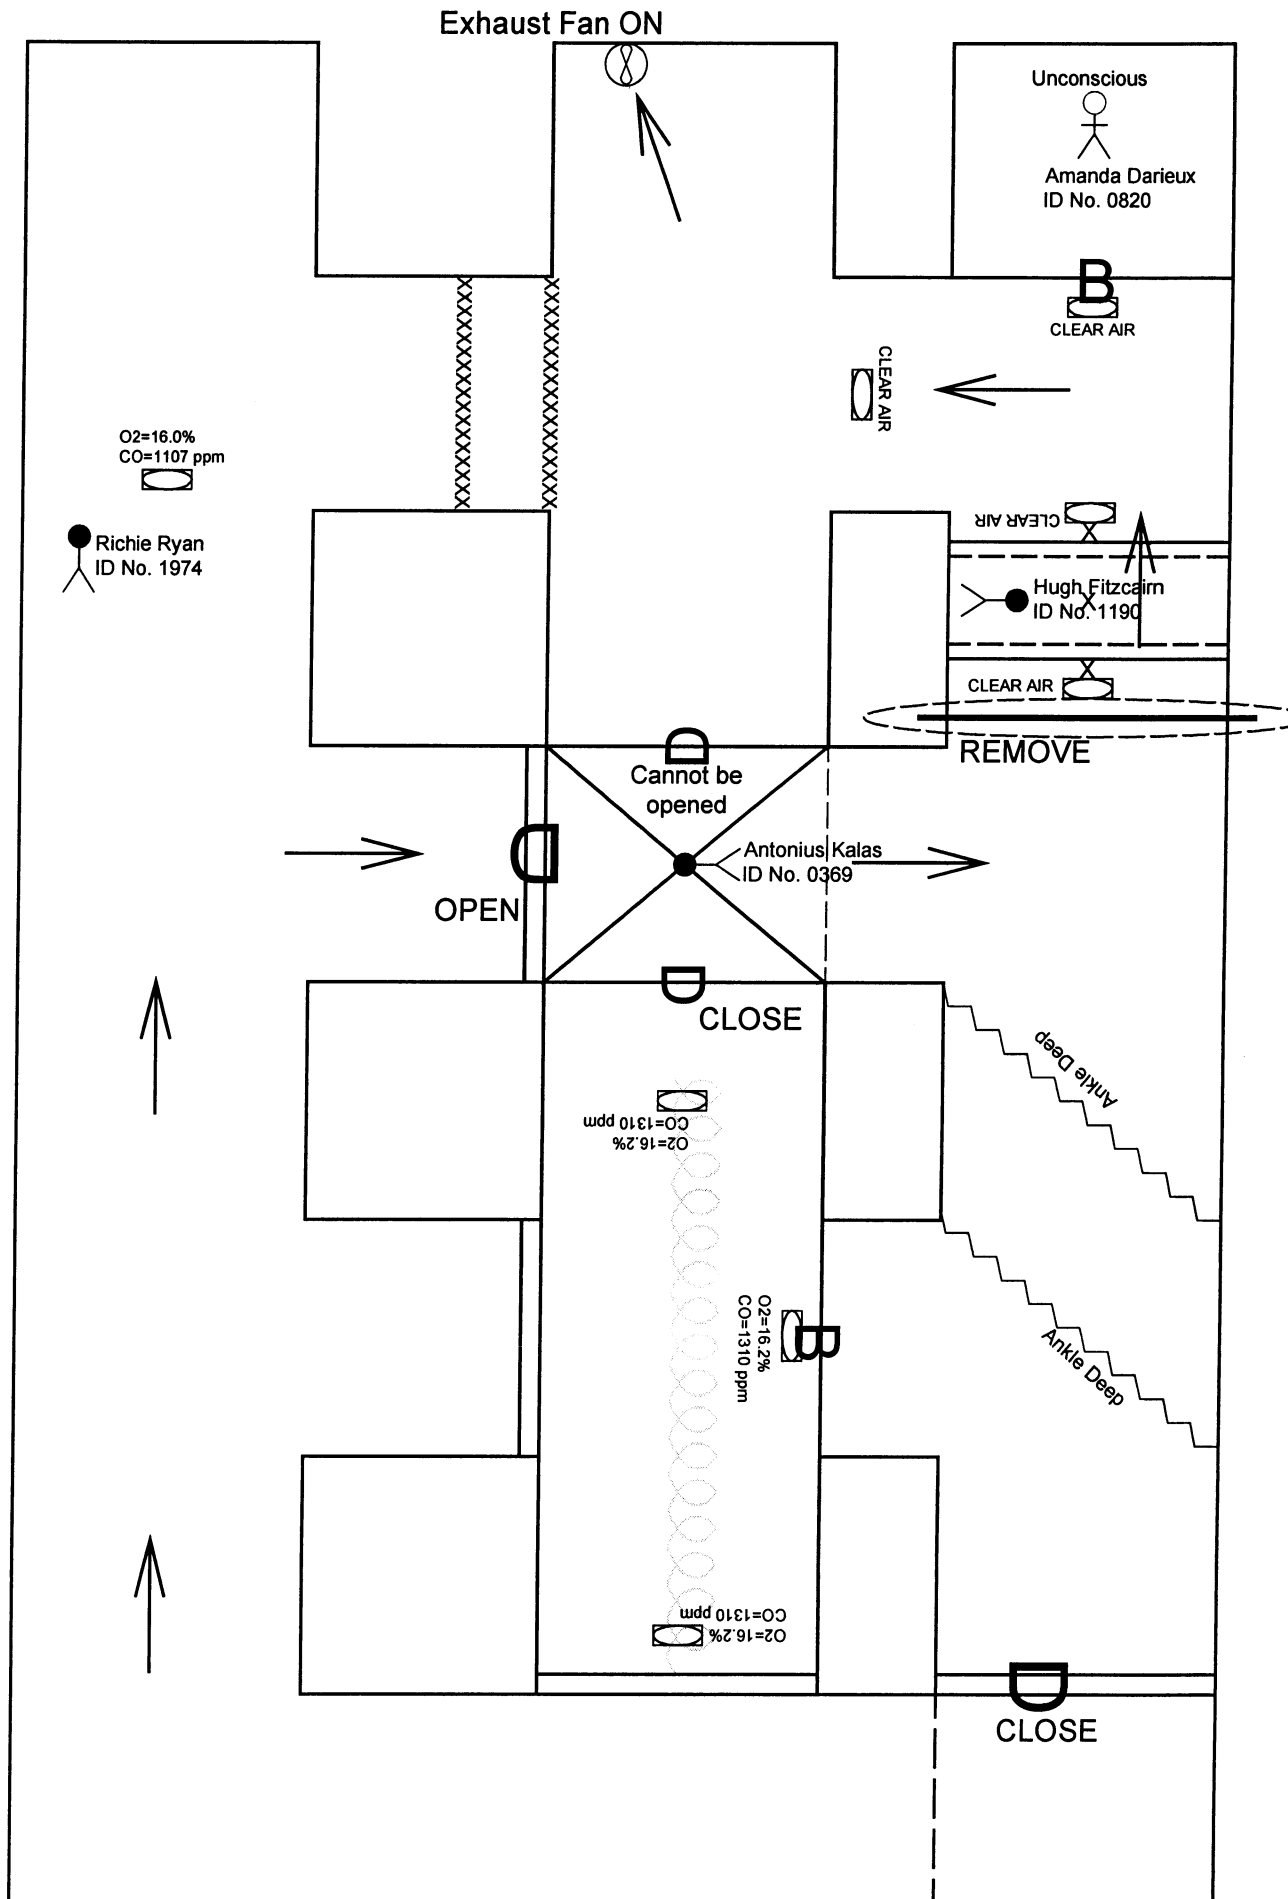 Exhaust Fan ON
Unconscious
Amanda Darieux
ID No. 0820
B
CLEAR AIR
CLEAR AIR
O2=16.0%
CO=1107 ppm
Richie Ryan
ID No. 1974
CLEAR AIR
Hugh Fitzcairn
ID No. 1190
CLEAR AIR
REMOVE
D
Cannot be
opened
D
Antonius Kalas
ID No. 0369
OPEN
D
CLOSE
Ankle Deep
O2=16.2%
CO=1310 ppm
O2=16.2%
CO=1310 ppm
B
Ankle Deep
O2=16.2%
CO=1310 ppm
D
CLOSE